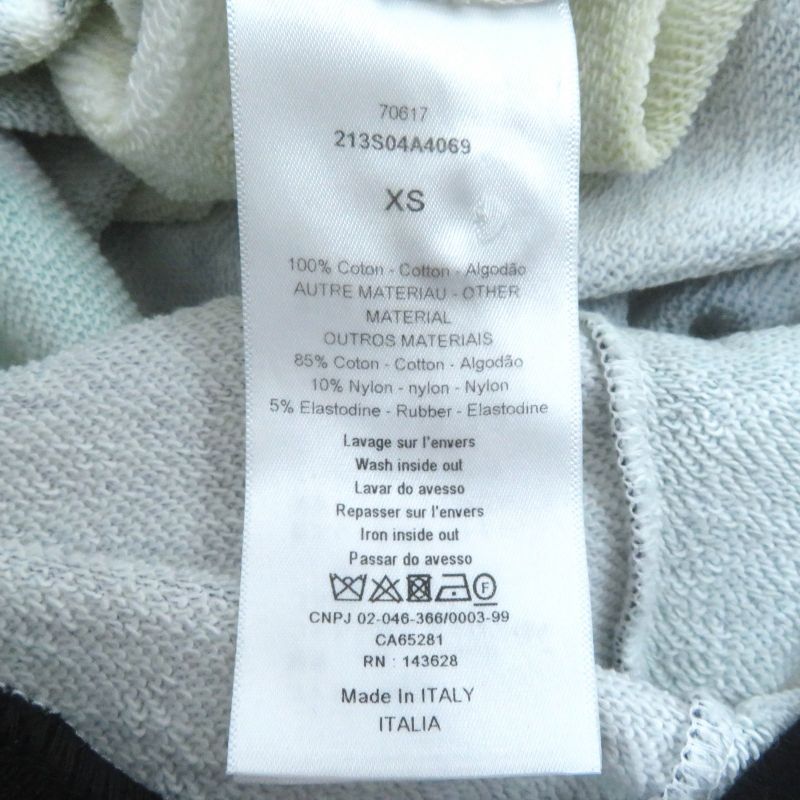 70617
213S04A4069
XS
100% Coton - Cotton - Algodão
AUTRE MATERIAU - OTHER
MATERIAL
OUTROS MATERIAIS
85% Coton - Cotton - Algodão
10% Nylon - nylon - Nylon
5% Elastodine - Rubber - Elastodine
Lavage sur l'envers
Wash inside out
Lavar do avesso
Repasser sur l'envers
Iron inside out
Passar do avesso
F
CNPJ 02-046-366/0003-99
CA65281
RN : 143628
Made In ITALY
ITALIA